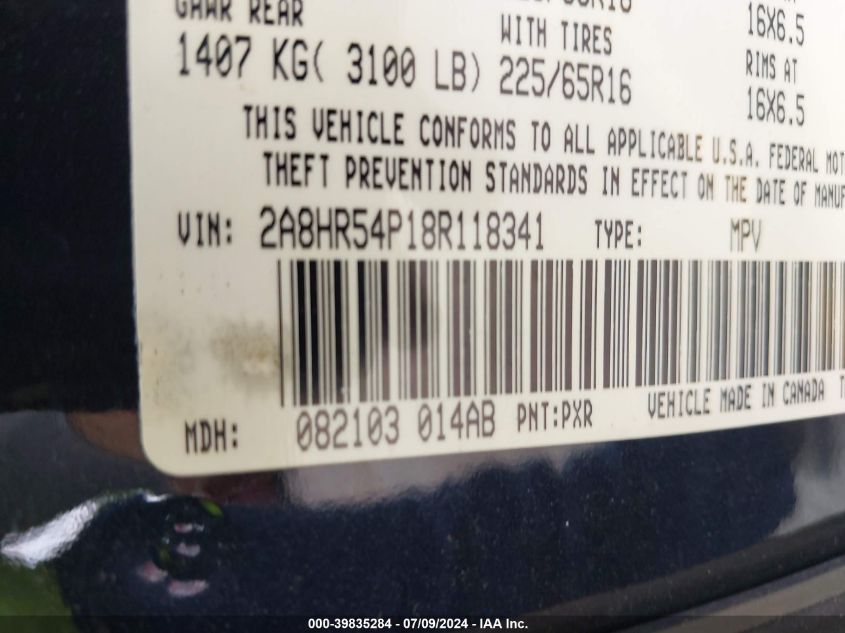 GAWR REAR
WITH TIRES
16X6.5
1407 KG( 3100 LB) 225/65R16
RIMS AT
16X6.5
THIS VEHICLE CONFORMS TO ALL APPLICABLE U.S.A. FEDERAL MOT
THEFT PREVENTION STANDARDS IN EFFECT ON THE DATE OF MANUF
VIN: 2A8HR54P18R118341 TYPE: MPV
MDH: 082103 014AB PNT:PXR VEHICLE MADE IN CANADA
000-39835284 - 07/09/2024 - IAA Inc.